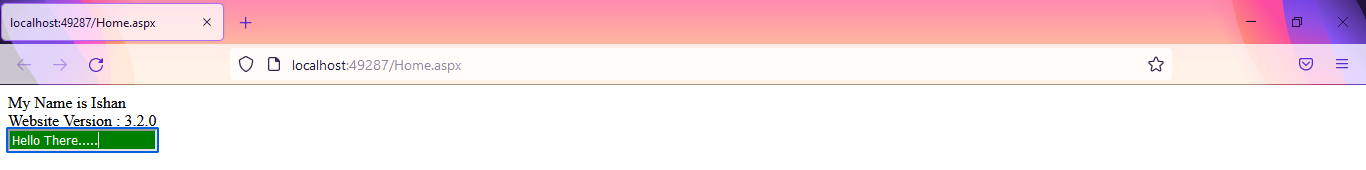 localhost:49287/Home.aspx
localhost:49287/Home.aspx
My Name is Ishan
Website Version : 3.2.0
Hello There.....